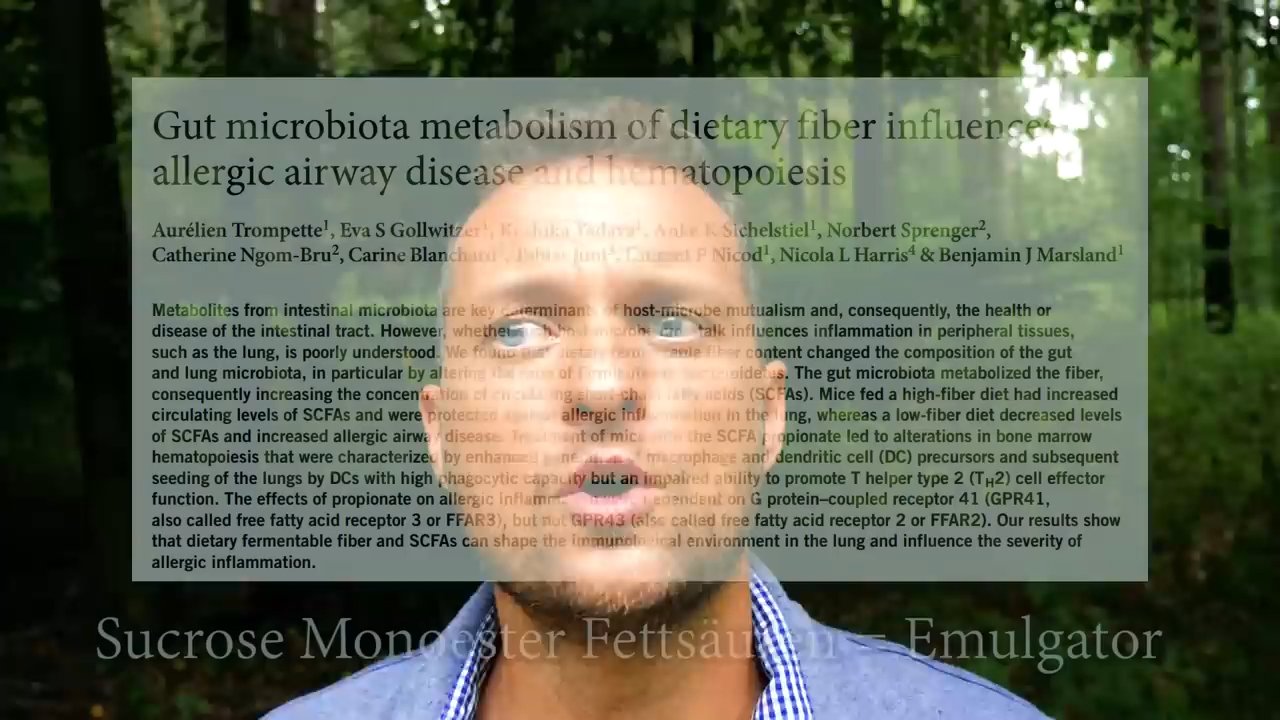 Gut microbiota metabolism of dietary fiber influences
allergic airway disease and hematopoiesis
Aurélien Trompette¹, Eva S Gollwitzer¹, Koshika Yadava¹, Anke K Sichelstiel¹, Norbert Sprenger²,
Catherine Ngom-Bru², Carine Blanchard², P Nicod¹, Nicola L Harris⁴ & Benjamin J Marsland¹
Metabolites from intestinal microbiota are key determinants of host-microbe mutualism and, consequently, the health or
disease of the intestinal tract. However, whether such host-microbe cross-talk influences inflammation in peripheral tissues,
such as the lung, is poorly understood. We found that dietary fermentable fiber content changed the composition of the gut
and lung microbiota, in particular by altering the ratio of Firmicutes to Bacteroidetes. The gut microbiota metabolized the fiber,
consequently increasing the concentration of circulating short-chain fatty acids (SCFAs). Mice fed a high-fiber diet had increased
circulating levels of SCFAs and were protected against allergic inflammation in the lung, whereas a low-fiber diet decreased levels
of SCFAs and increased allergic airway disease. Treatment of mice with the SCFA propionate led to alterations in bone marrow
hematopoiesis that were characterized by enhanced generation of macrophage and dendritic cell (DC) precursors and subsequent
seeding of the lungs by DCs with high phagocytic capacity but an impaired ability to promote T helper type 2 (TH2) cell effector
function. The effects of propionate on allergic inflammation were dependent on G protein–coupled receptor 41 (GPR41,
also called free fatty acid receptor 3 or FFAR3), but not GPR43 (also called free fatty acid receptor 2 or FFAR2). Our results show
that dietary fermentable fiber and SCFAs can shape the immunological environment in the lung and influence the severity of
allergic inflammation.
Sucrose Monoester Fettsäuren = Emulgator